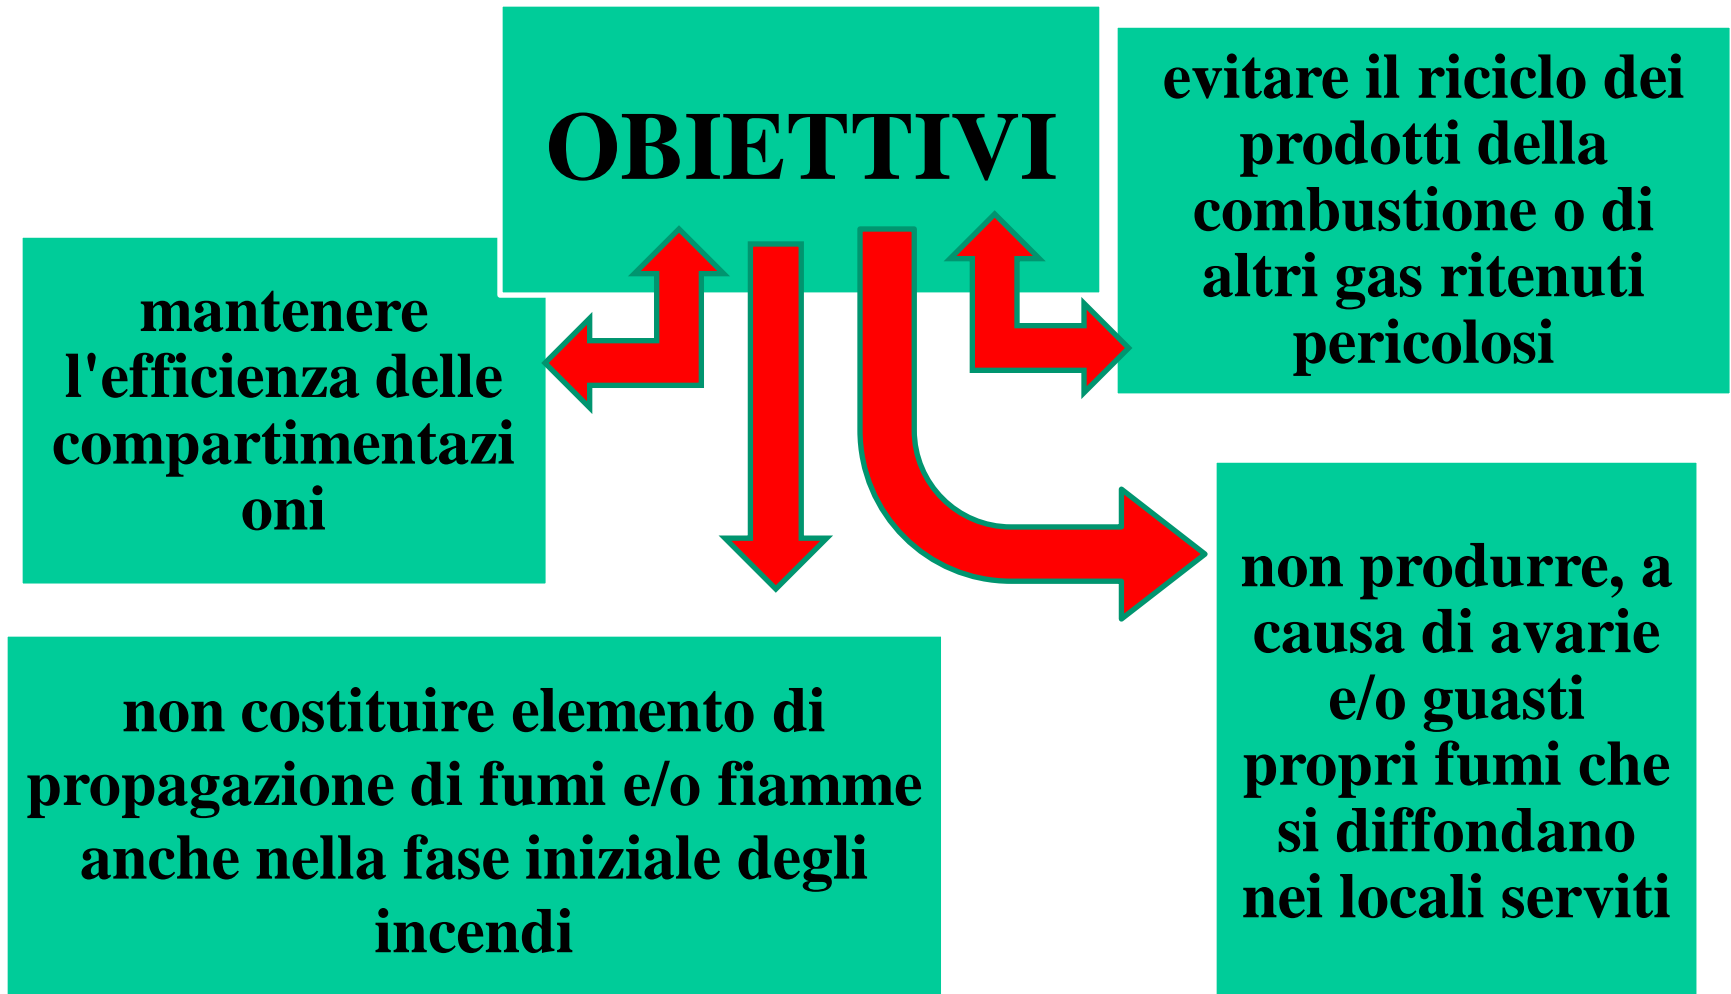 OBIETTIVI
evitare il riciclo dei
prodotti della
combustione o di
altri gas ritenuti
pericolosi
mantenere
l'efficienza delle
compartimentazi
oni
non produrre, a
causa di avarie
e/o guasti
propri fumi che
si diffondano
nei locali serviti
non costituire elemento di
propagazione di fumi e/o fiamme
anche nella fase iniziale degli
incendi